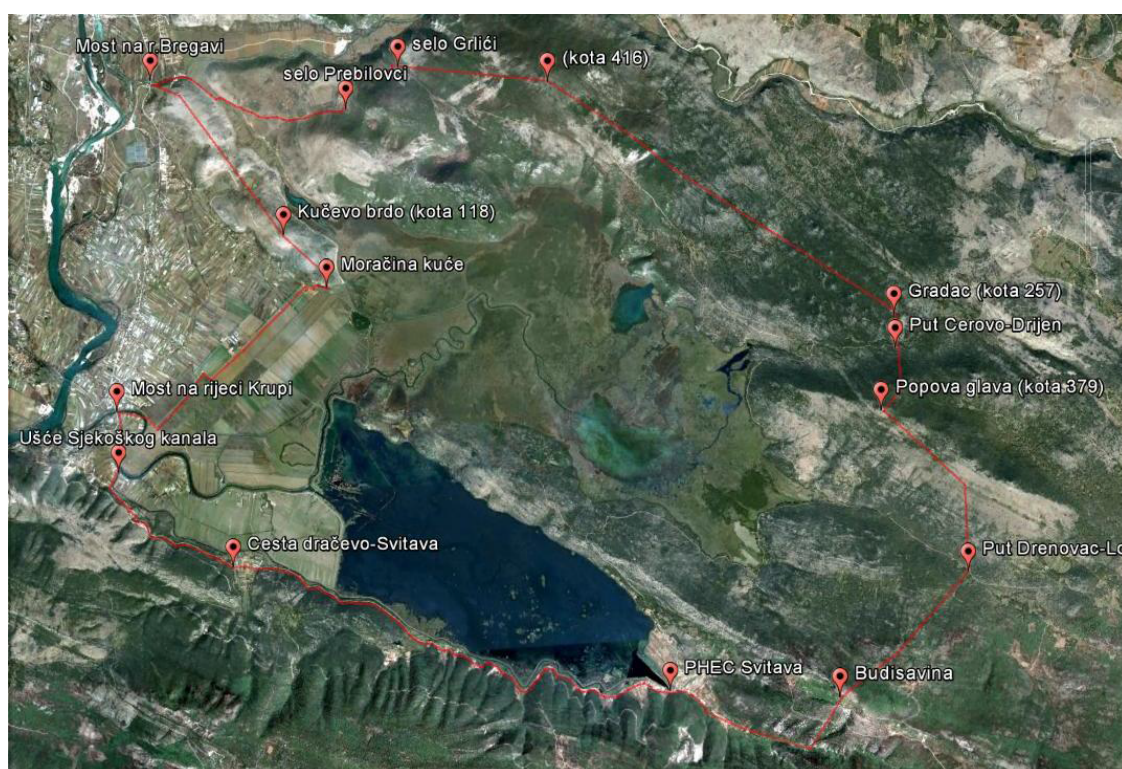 Most na r.Bregavi
selo Grlići
(kota 416)
selo Prebilovci
Kučevo brdo (kota 118)
Moračina kuće
Gradac (kota 257)
Put Cerovo-Drijen
Most na rijeci Krupi
Popova glava (kota 379)
Ušće Sjekoškog kanala
Cesta dračevo-Svitava
Put Drenovac-Lo
PHEC Svitava
Budisavina